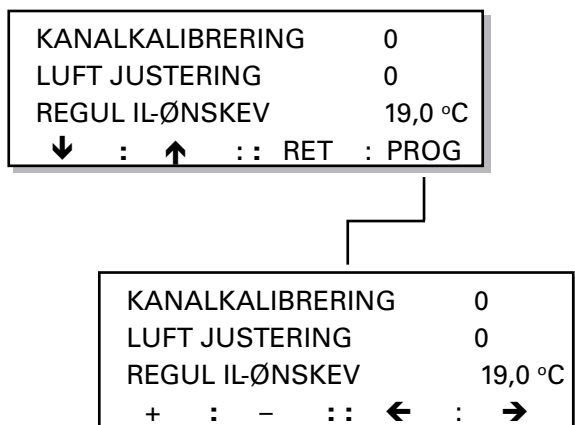 KANALKALIBRERING 0
LUFT JUSTERING 0
REGUL IL-ØNSKEV 19,0 °C
🡫 : 🡩 : : RET : PROG
KANALKALIBRERING 0
LUFT JUSTERING 0
REGUL IL-ØNSKEV 19,0 °C
+ : – : : 🡨 : 🡪